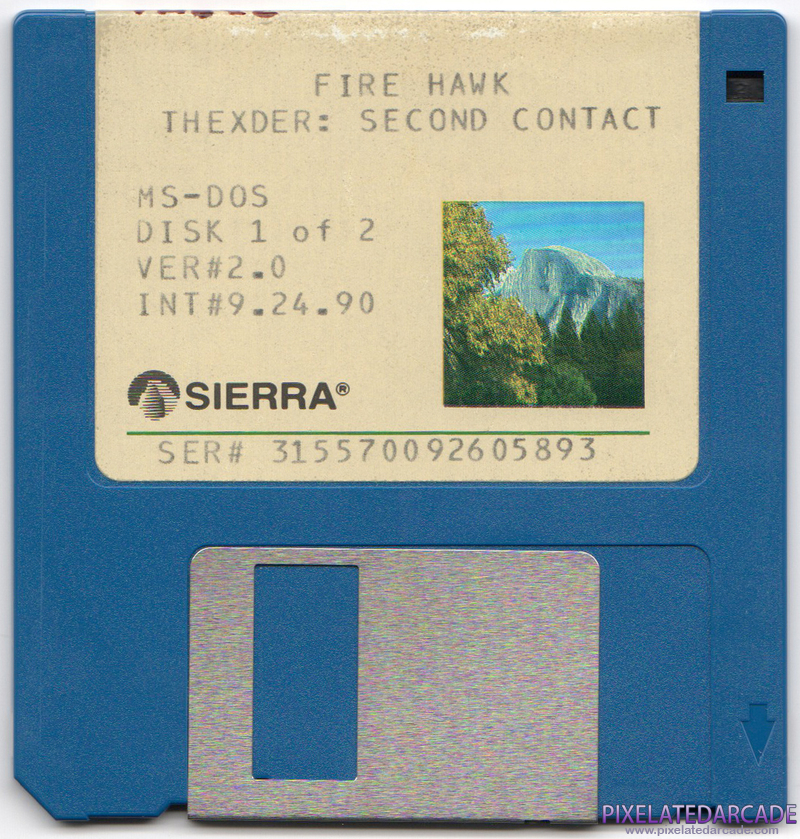 FIRE HAWK
THEXDER: SECOND CONTACT
MS-DOS
DISK 1 of 2
VER#2.0
INT#9.24.90
SIERRA®
SER# 315570092605893
PIXELATEDARCADE
www.pixelatedarcade.com